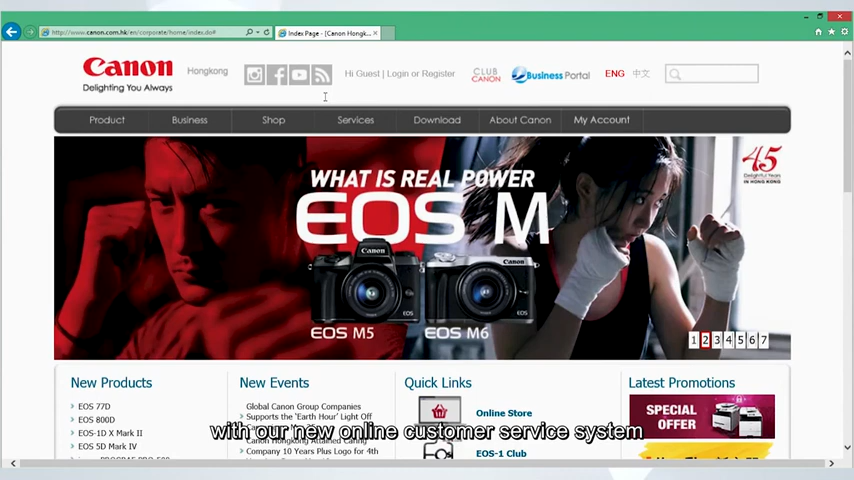 http://www.canon.com.hk/en/corporate/home/index.do#
Index Page - [Canon Hongk...
Canon
Delighting You Always
Hongkong
Hi Guest | Login or Register
CLUB
CANON
Business Portal
ENG 中文
Product Business Shop Services Download About Canon My Account
WHAT IS REAL POWER
EOS M
45
Delightful Years
IN HONG KONG
Canon
Canon
EOS
EOS
EOS M5 EOS M6
1 2 3 4 5 6 7
New Products
EOS 77D
EOS 800D
EOS-1D X Mark II
EOS 5D Mark IV
New Events
Global Canon Group Companies
Supports the 'Earth Hour' Light Off
Canon Hongkong Attained Caring
Company 10 Years Plus Logo for 4th
Quick Links
Online Store
EOS-1 Club
Latest Promotions
SPECIAL
OFFER
with our new online customer service system